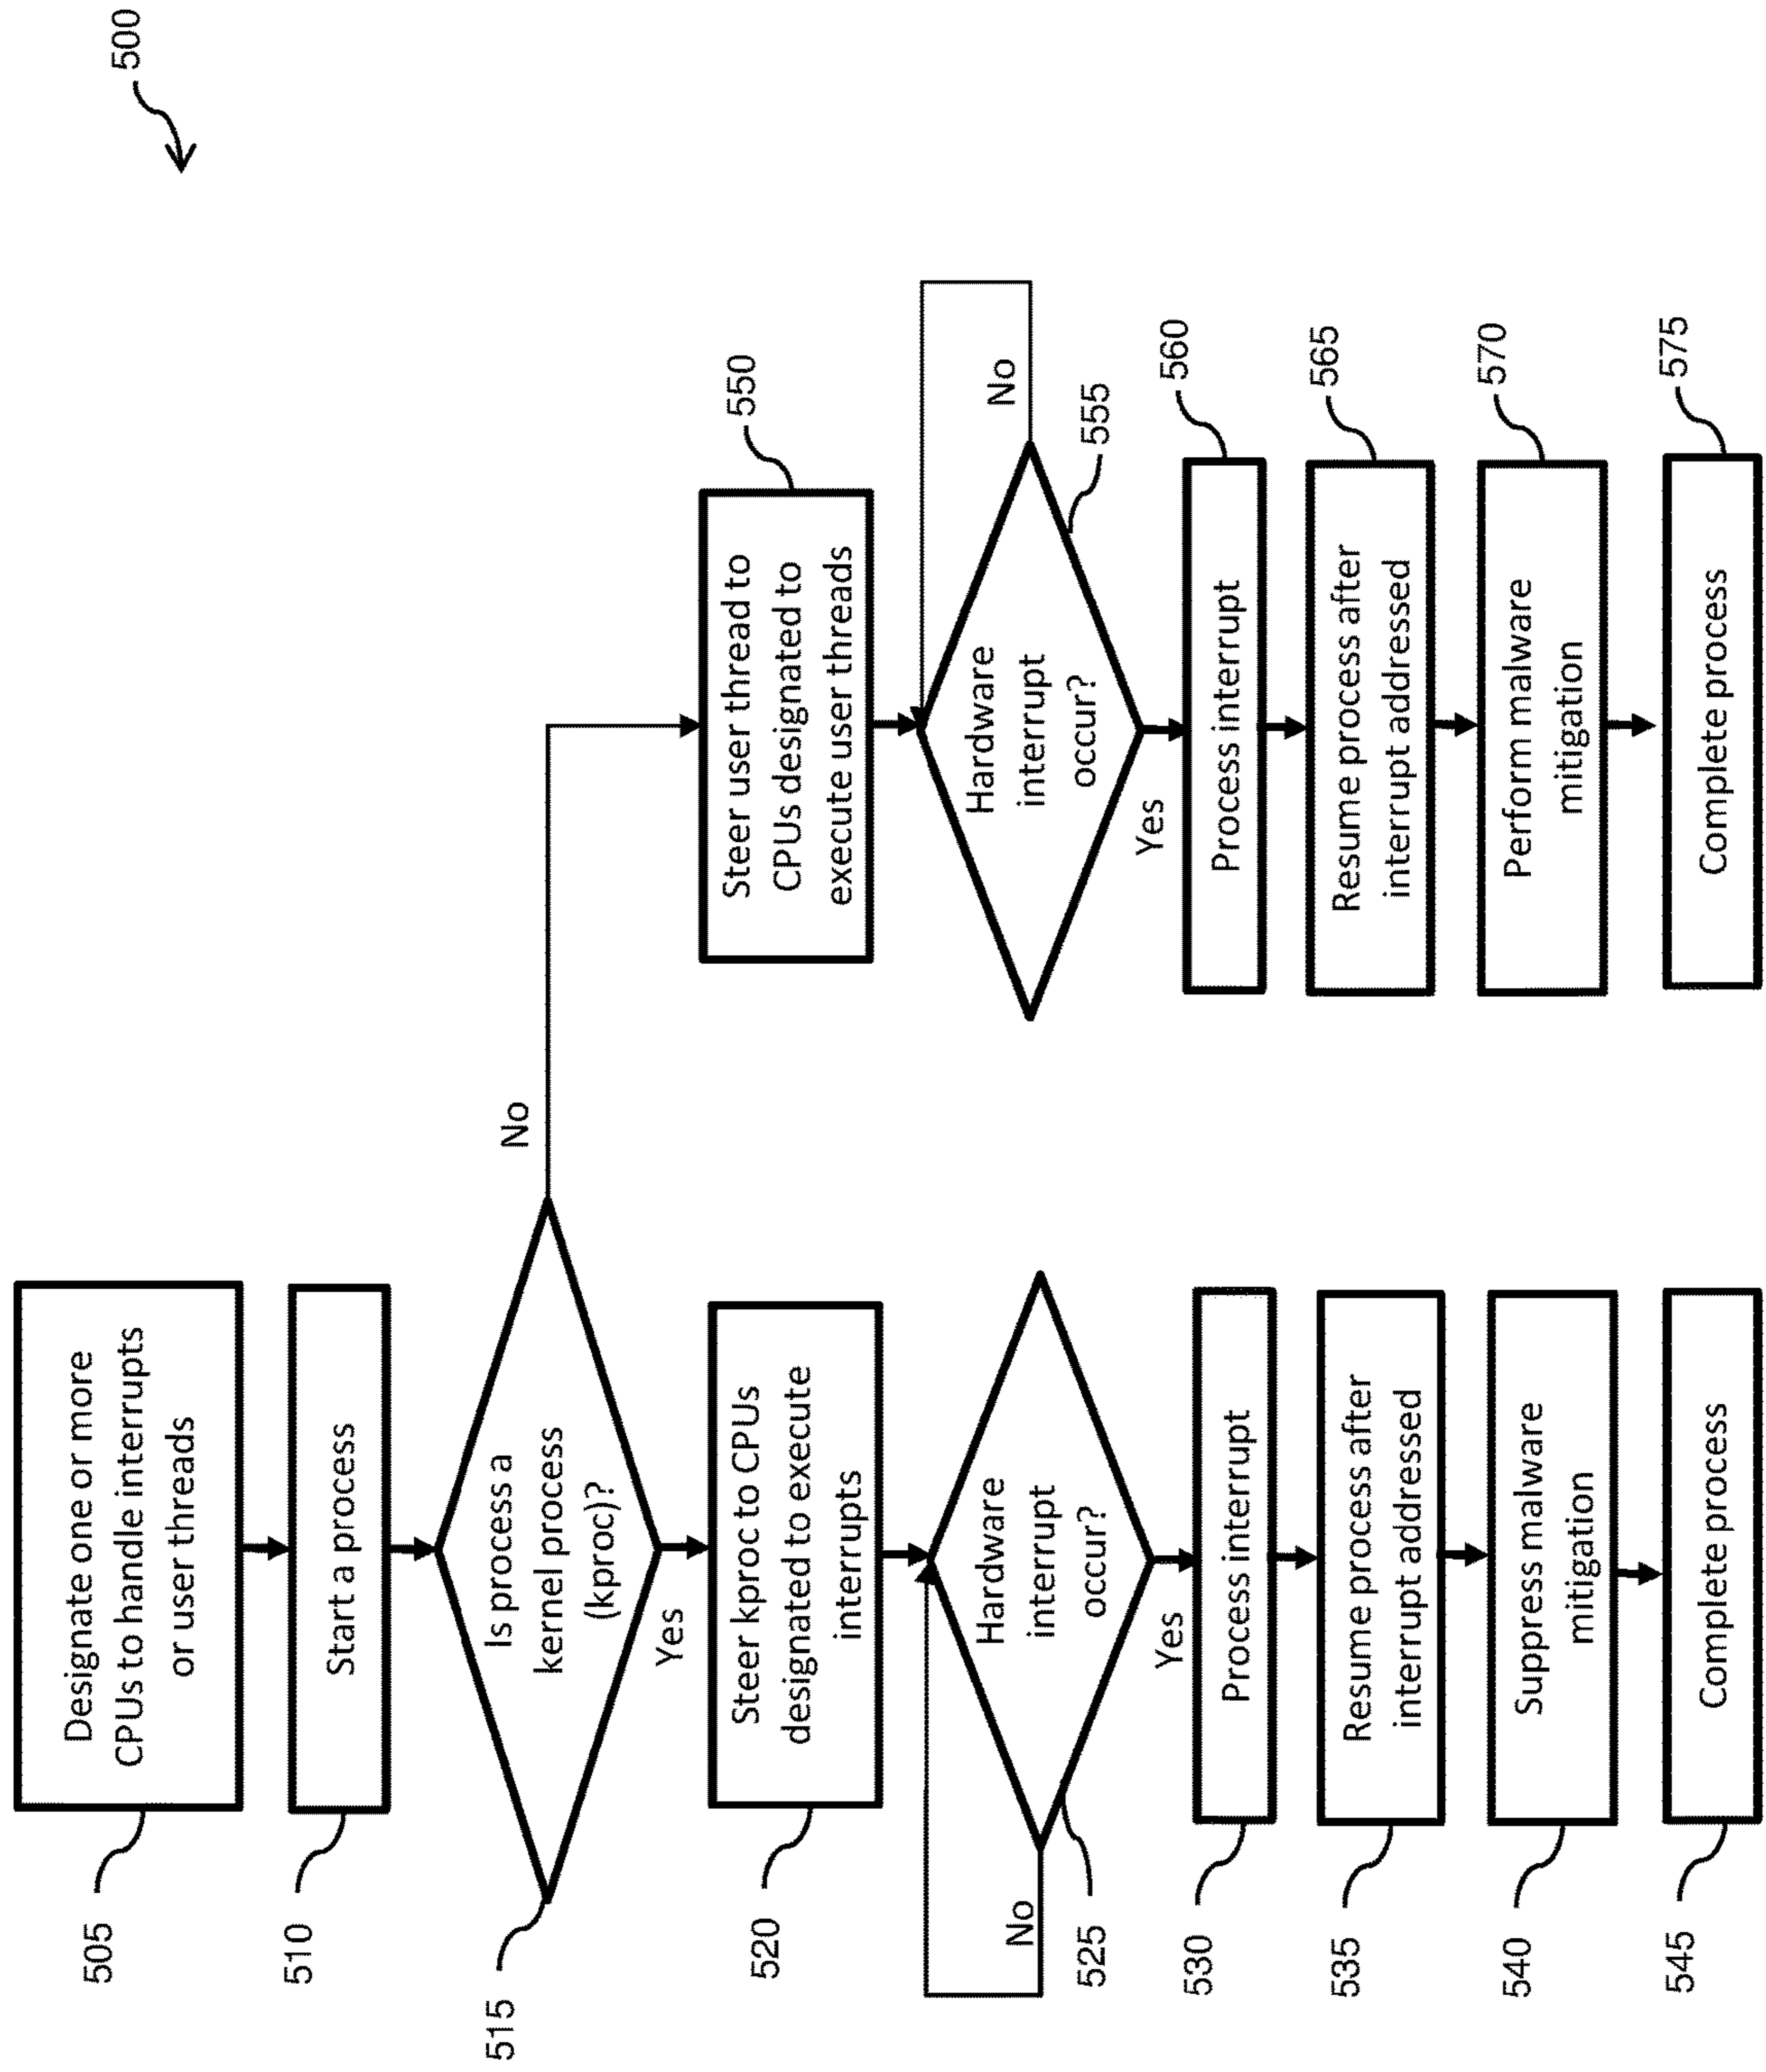 500
505
Designate one or more
CPUs to handle interrupts
or user threads
510
Start a process
515
Is process a
kernel process
(kproc)?
No
Yes
520
Steer kproc to CPUs
designated to execute
interrupts
525
Hardware
interrupt
occur?
No
Yes
530
Process interrupt
535
Resume process after
interrupt addressed
540
Suppress malware
mitigation
545
Complete process
550
Steer user thread to
CPUs designated to
execute user threads
555
Hardware
interrupt
occur?
No
Yes
560
Process interrupt
565
Resume process after
interrupt addressed
570
Perform malware
mitigation
575
Complete process